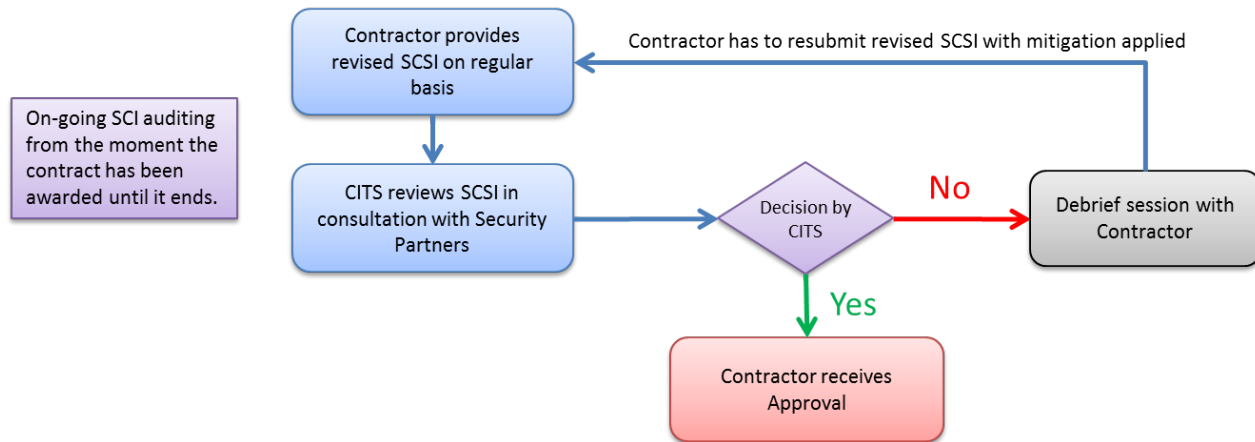 Contractor provides
revised SCSI on regular
basis
Contractor has to resubmit revised SCSI with mitigation applied
On-going SCI auditing
from the moment the
contract has been
awarded until it ends.
CITS reviews SCSI in
consultation with Security
Partners
Decision by
CITS
No
Debrief session with
Contractor
Yes
Contractor receives
Approval